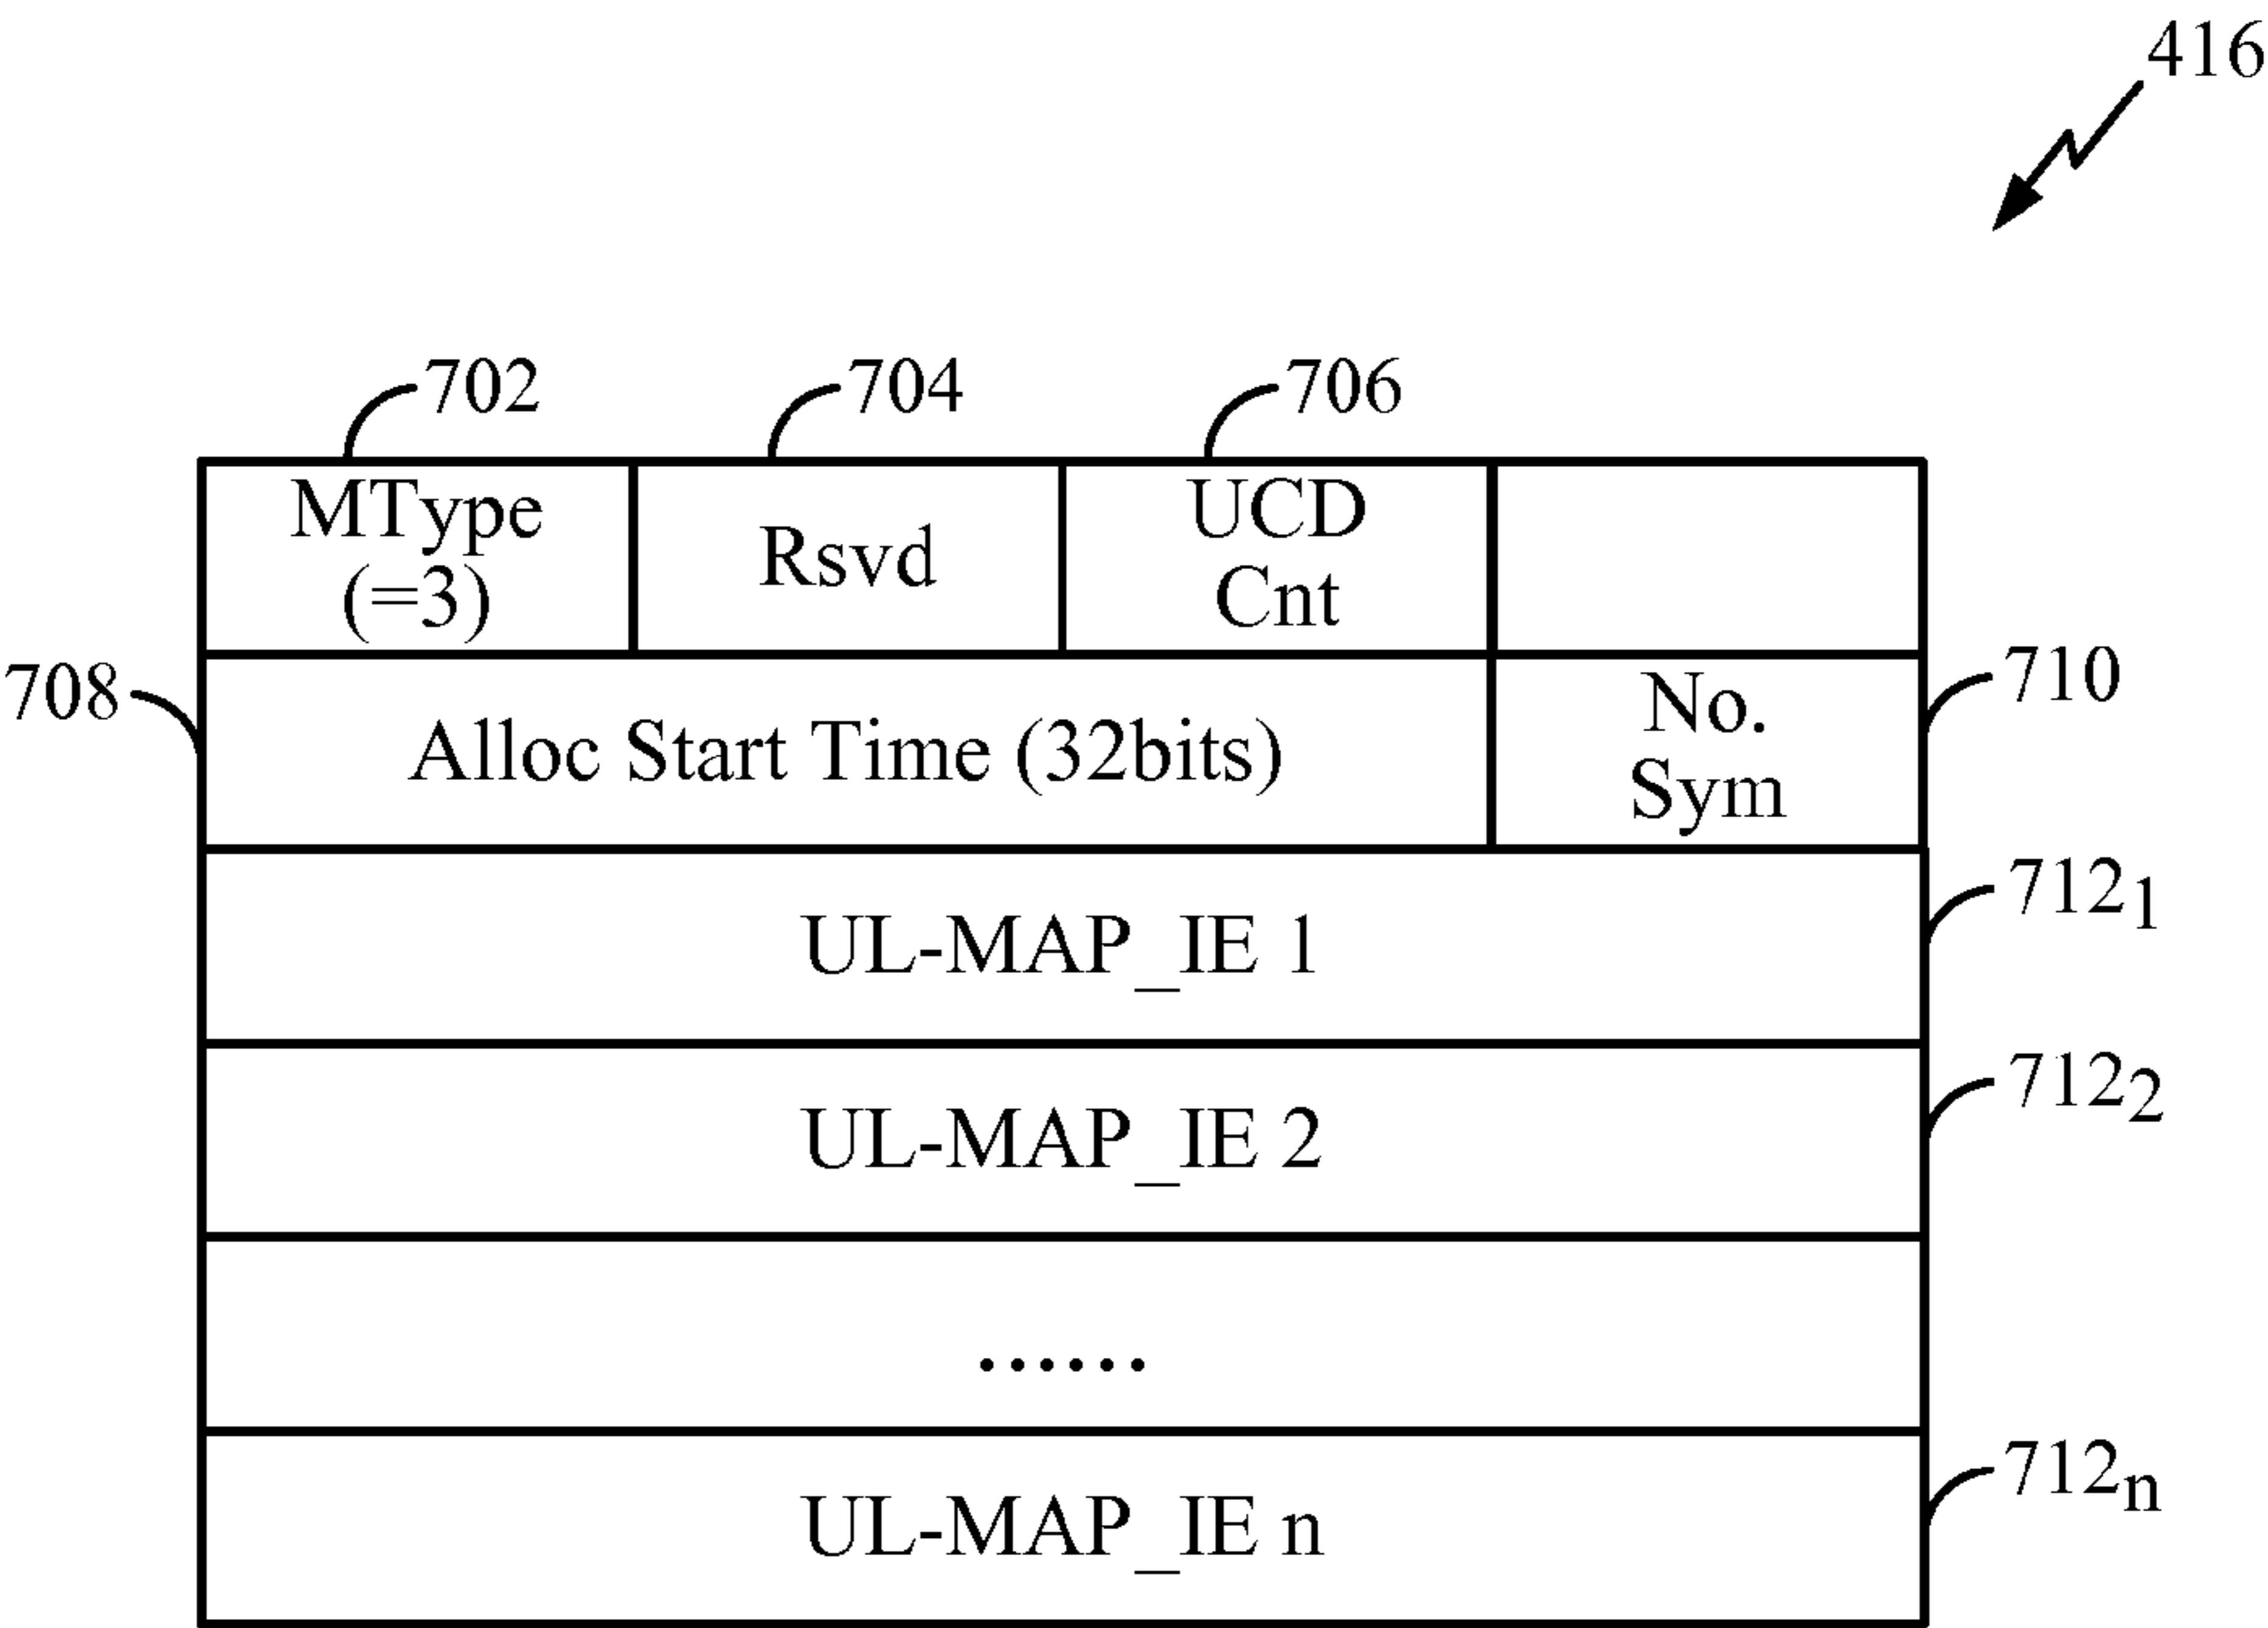 416
702
704
706
MType
(=3)
Rsvd
UCD
Cnt
708
Alloc Start Time (32bits)
No.
Sym
710
UL-MAP_IE 1
712₁
UL-MAP_IE 2
712₂
......
UL-MAP_IE n
712ₙ